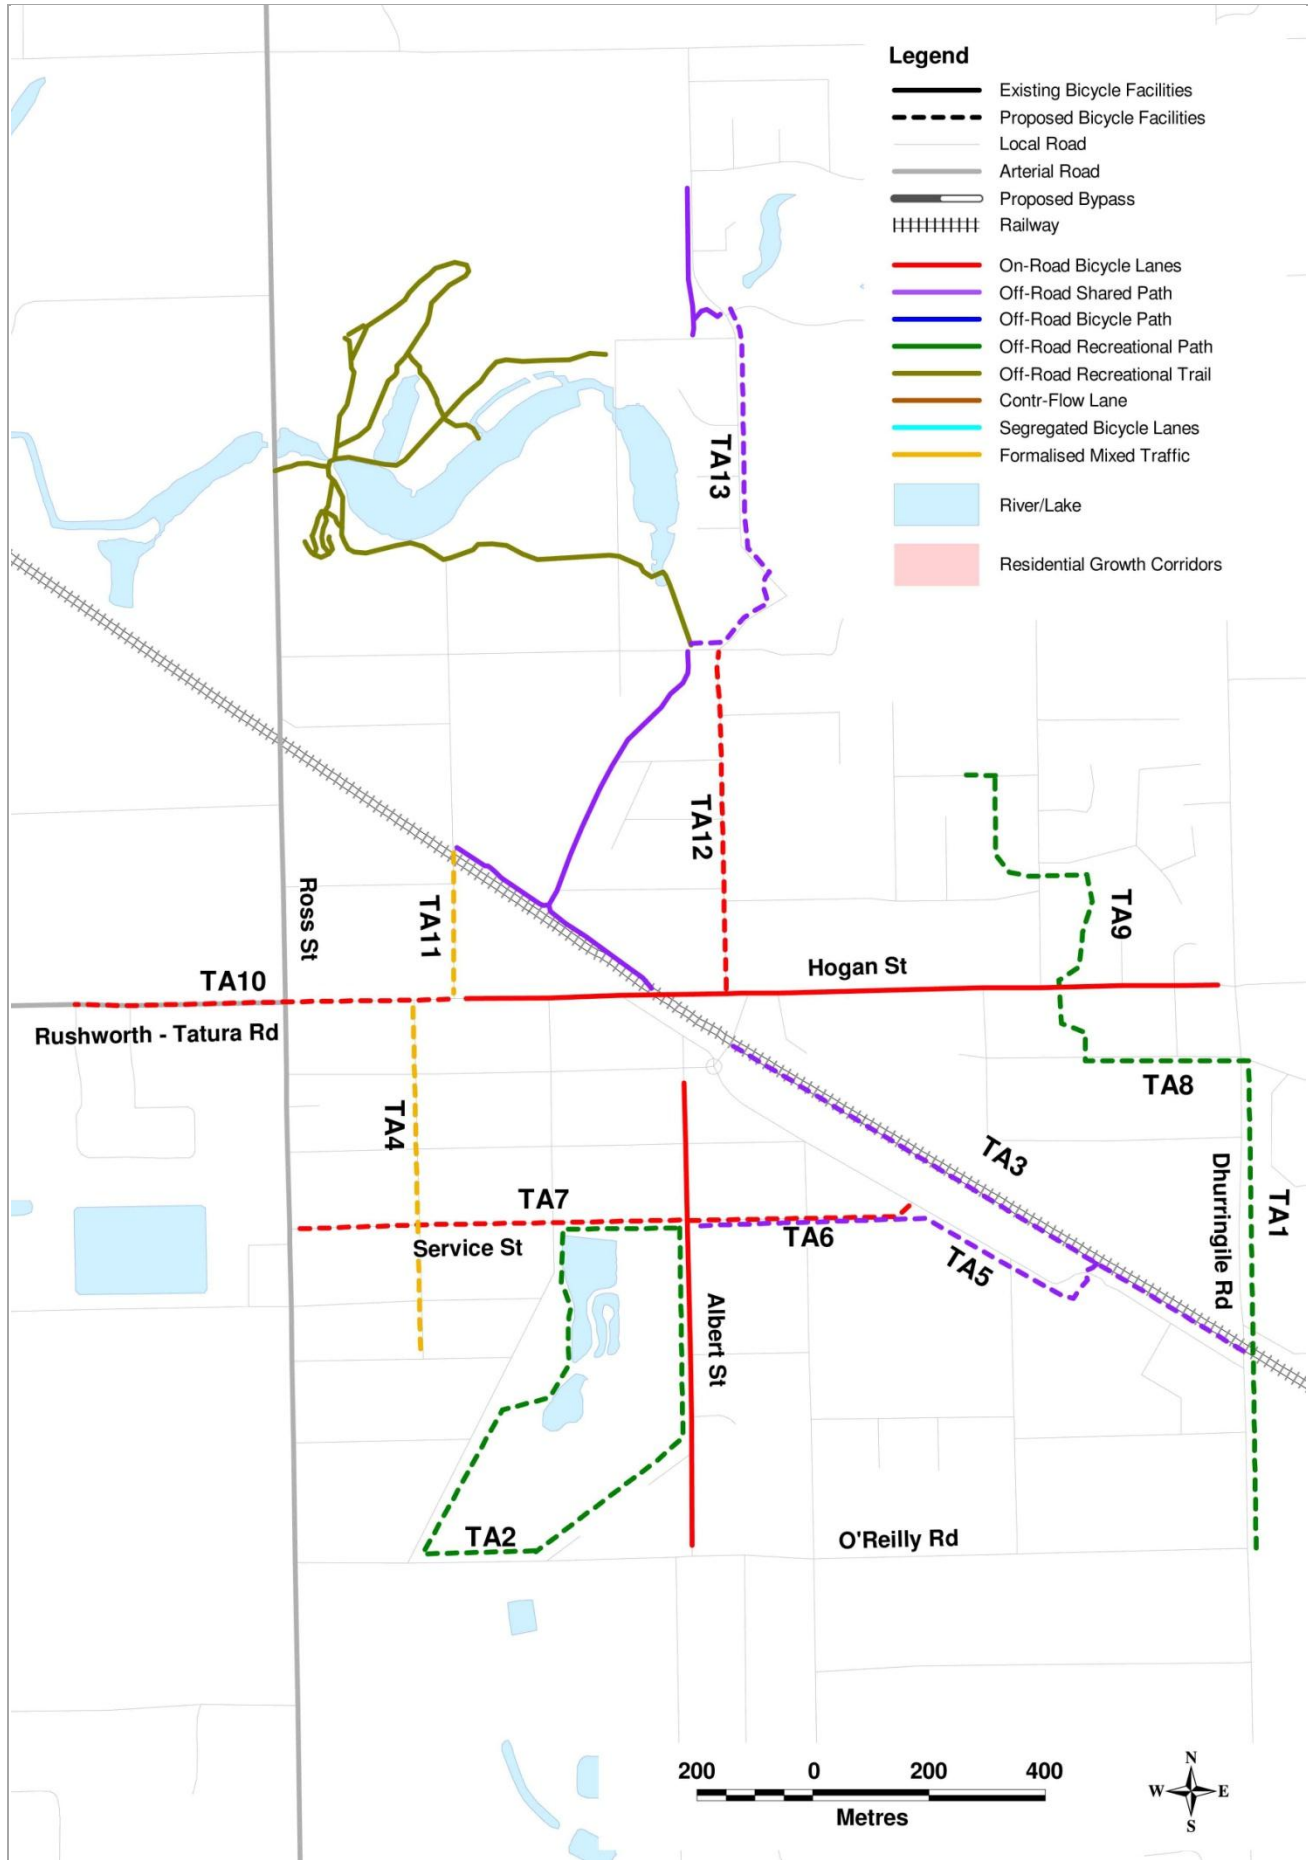 Legend
Existing Bicycle Facilities
Proposed Bicycle Facilities
Local Road
Arterial Road
Proposed Bypass
Railway
On-Road Bicycle Lanes
Off-Road Shared Path
Off-Road Bicycle Path
Off-Road Recreational Path
Off-Road Recreational Trail
Contr-Flow Lane
Segregated Bicycle Lanes
Formalised Mixed Traffic
River/Lake
Residential Growth Corridors
TA13
TA12
TA9
TA11
Ross St
Hogan St
TA10
Rushworth - Tatura Rd
TA8
TA4
TA3
Dhurringile Rd
TA1
TA7
Service St
TA6
TA5
Albert St
TA2
O'Reilly Rd
200 0 200 400
Metres
N
W E
S